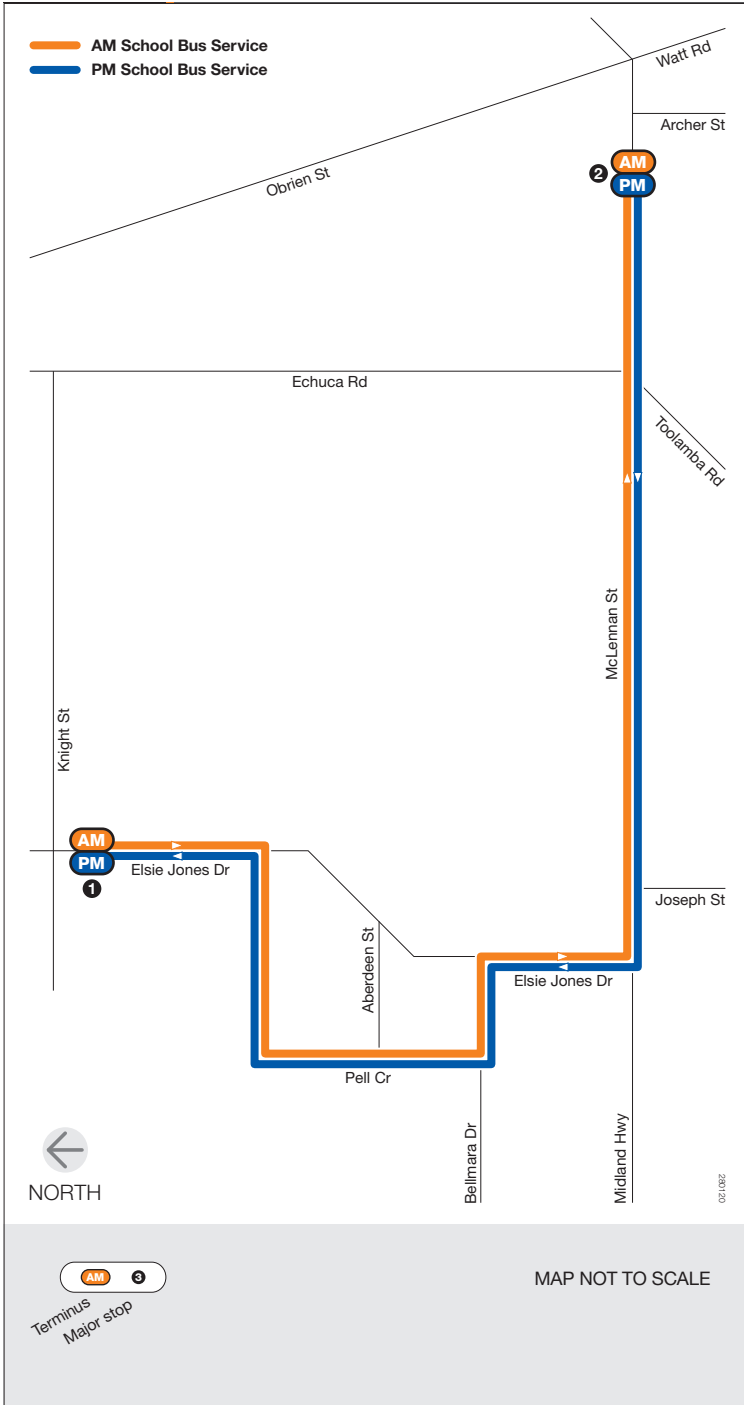 AM School Bus Service
PM School Bus Service
Watt Rd
Archer St
AM
2
PM
Obrien St
Echuca Rd
Toolamba Rd
McLennan St
Knight St
AM
PM
Elsie Jones Dr
1
Joseph St
Aberdeen St
Elsie Jones Dr
Pell Cr
Bellmara Dr
Midland Hwy
NORTH
280120
AM 3
MAP NOT TO SCALE
Terminus
Major stop